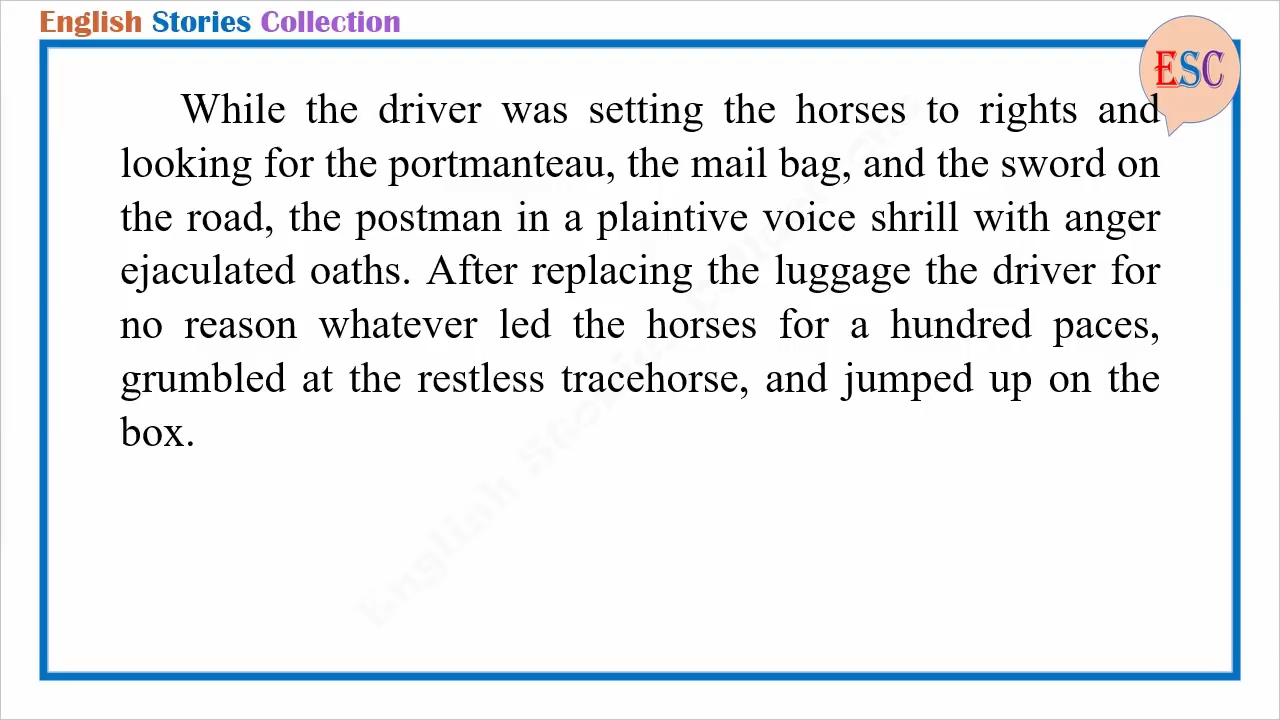 English Stories Collection
ESC
While the driver was setting the horses to rights and
looking for the portmanteau, the mail bag, and the sword on
the road, the postman in a plaintive voice shrill with anger
ejaculated oaths. After replacing the luggage the driver for
no reason whatever led the horses for a hundred paces,
grumbled at the restless tracehorse, and jumped up on the
box.